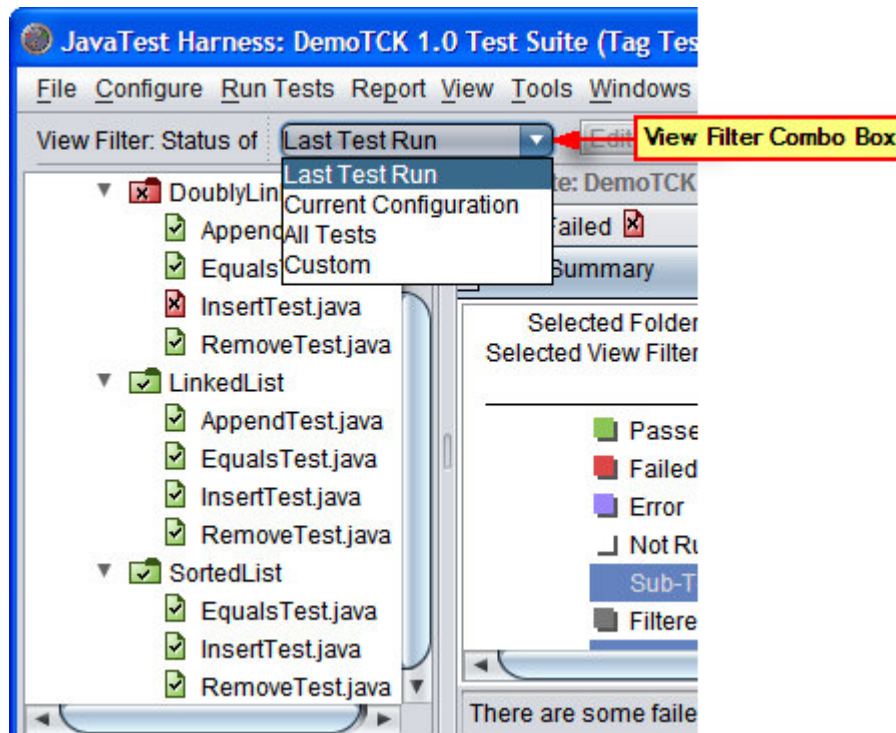 JavaTest Harness: DemoTCK 1.0 Test Suite (Tag Tes
File Configure Run Tests Report View Tools Windows
View Filter: Status of Last Test Run Edit View Filter Combo Box
Last Test Run
Current Configuration
All Tests
Custom
DoublyLin
Append
Equals
InsertTest.java
RemoveTest.java
LinkedList
AppendTest.java
EqualsTest.java
InsertTest.java
RemoveTest.java
SortedList
EqualsTest.java
InsertTest.java
RemoveTest.java
te: DemoTCK
ailed
Summary
Selected Folder
Selected View Filter
Passe
Failed
Error
Not Ru
Sub-T
Filtere
There are some faile